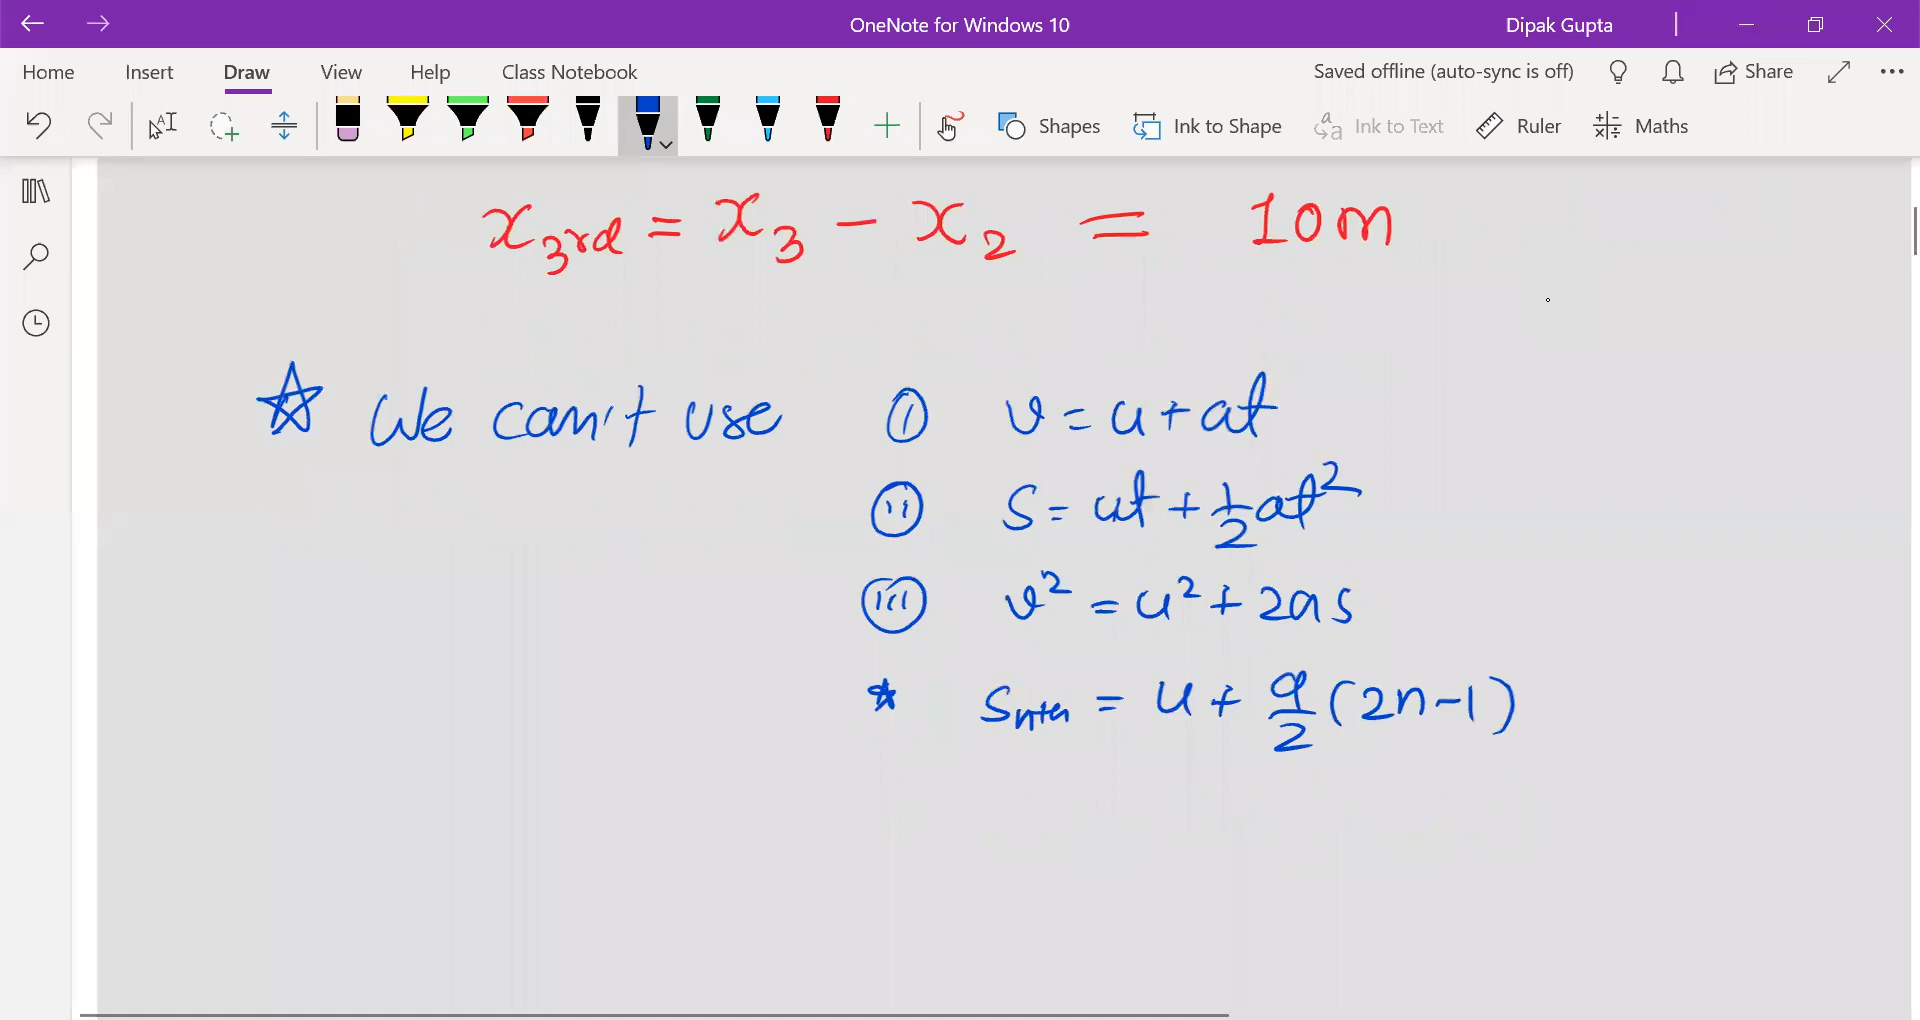 OneNote for Windows 10
Dipak Gupta
Home Insert Draw View Help Class Notebook
Saved offline (auto-sync is off) Share
Shapes Ink to Shape Ink to Text Ruler Maths
x₃rd = x₃ − x₂ = 10m
☆ We can't use (i) v = u + at
(ii) S = ut + 1/2 at²
(iii) v² = u² + 2as
* Snth = u + a/2 (2n−1)